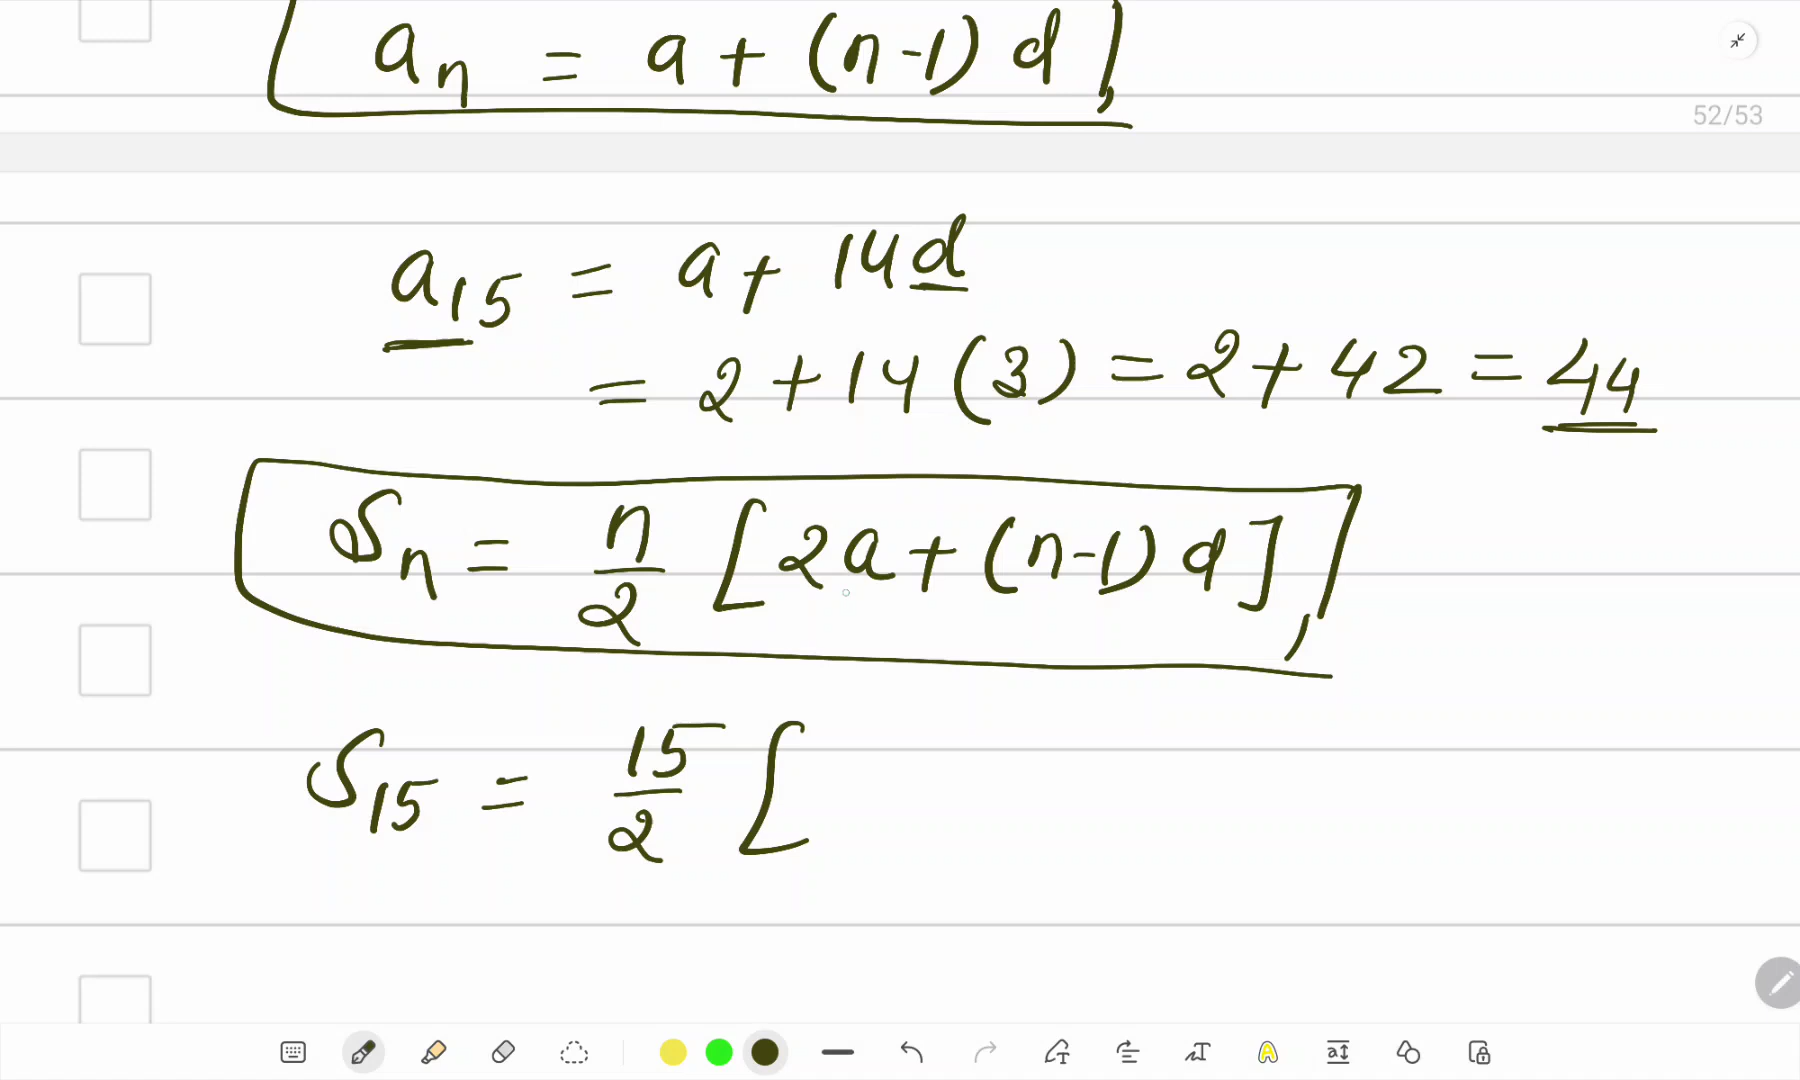 aₙ = a + (n-1) d,
52/53
a₁₅ = a + 14d
= 2 + 14 (3) = 2 + 42 = 44
Sₙ = n/2 [2a + (n-1) d],
S₁₅ = 15/2 [